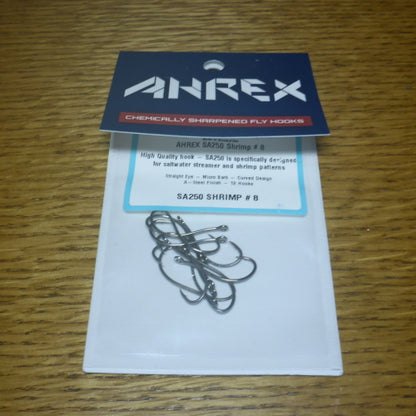 AHREX
CHEMICALLY SHARPENED FLY HOOKS
AHREX SA250 Shrimp # 8
High Quality hook – SA250 is specifically designed
for saltwater streamer and shrimp patterns
Straight Eye – Micro Barb – Curved Design
A-Steel Finish – 12 Hooks
SA250 SHRIMP # 8